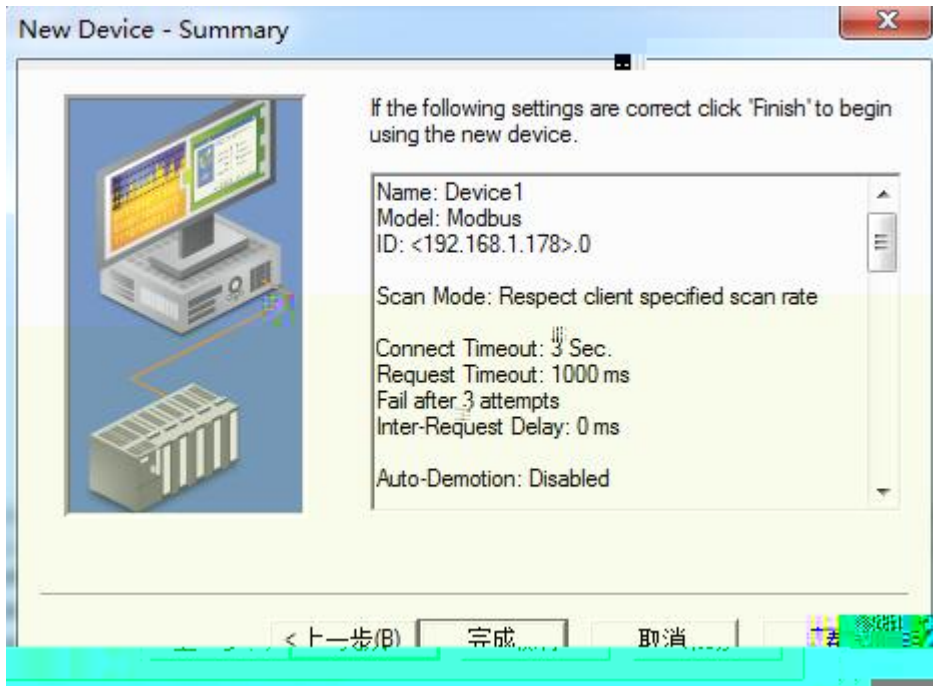 New Device - Summary
If the following settings are correct click 'Finish' to begin
using the new device.
Name: Device1
Model: Modbus
ID: <192.168.1.178>.0
Scan Mode: Respect client specified scan rate
Connect Timeout: 3 Sec.
Request Timeout: 1000 ms
Fail after 3 attempts
Inter-Request Delay: 0 ms
Auto-Demotion: Disabled
< 上一步(B) 完成 取消